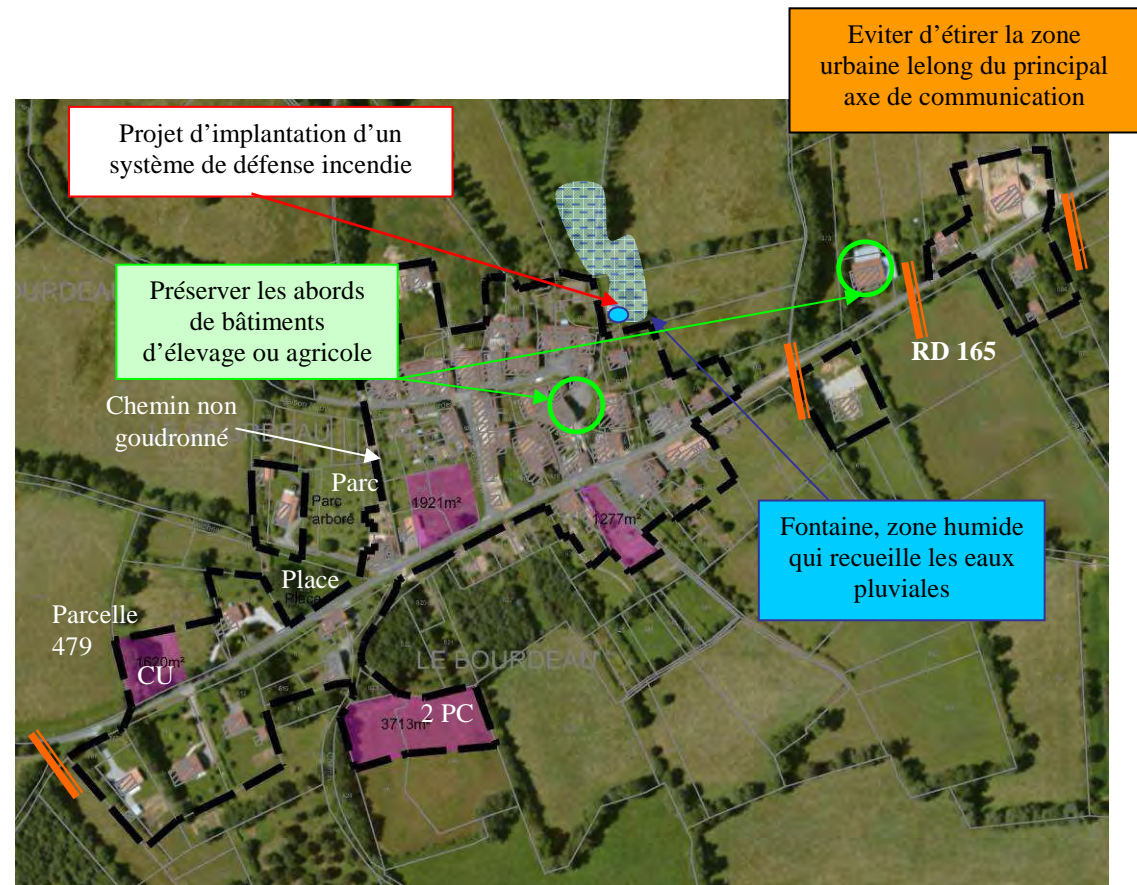 Eviter d'étirer la zone
urbaine lelong du principal
axe de communication
Projet d'implantation d'un
système de défense incendie
Préserver les abords
de bâtiments
d'élevage ou agricole
RD 165
Chemin non
goudronné
Parc
Parc
arboré
1921m²
1277m²
Fontaine, zone humide
qui recueille les eaux
pluviales
Place
Place
Parcelle
479
1620m²
CU
LE BOURDEAU
2 PC
3713m²